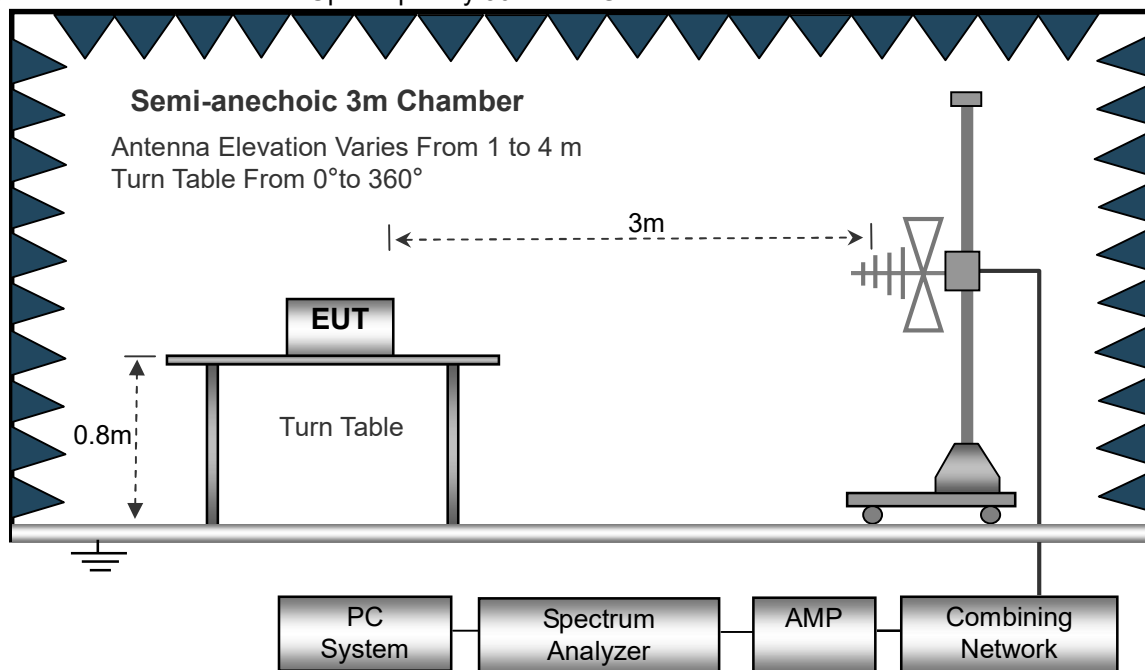 Semi-anechoic 3m Chamber
Antenna Elevation Varies From 1 to 4 m
Turn Table From 0°to 360°
3m
EUT
0.8m
Turn Table
PC
System
Spectrum
Analyzer
AMP
Combining
Network